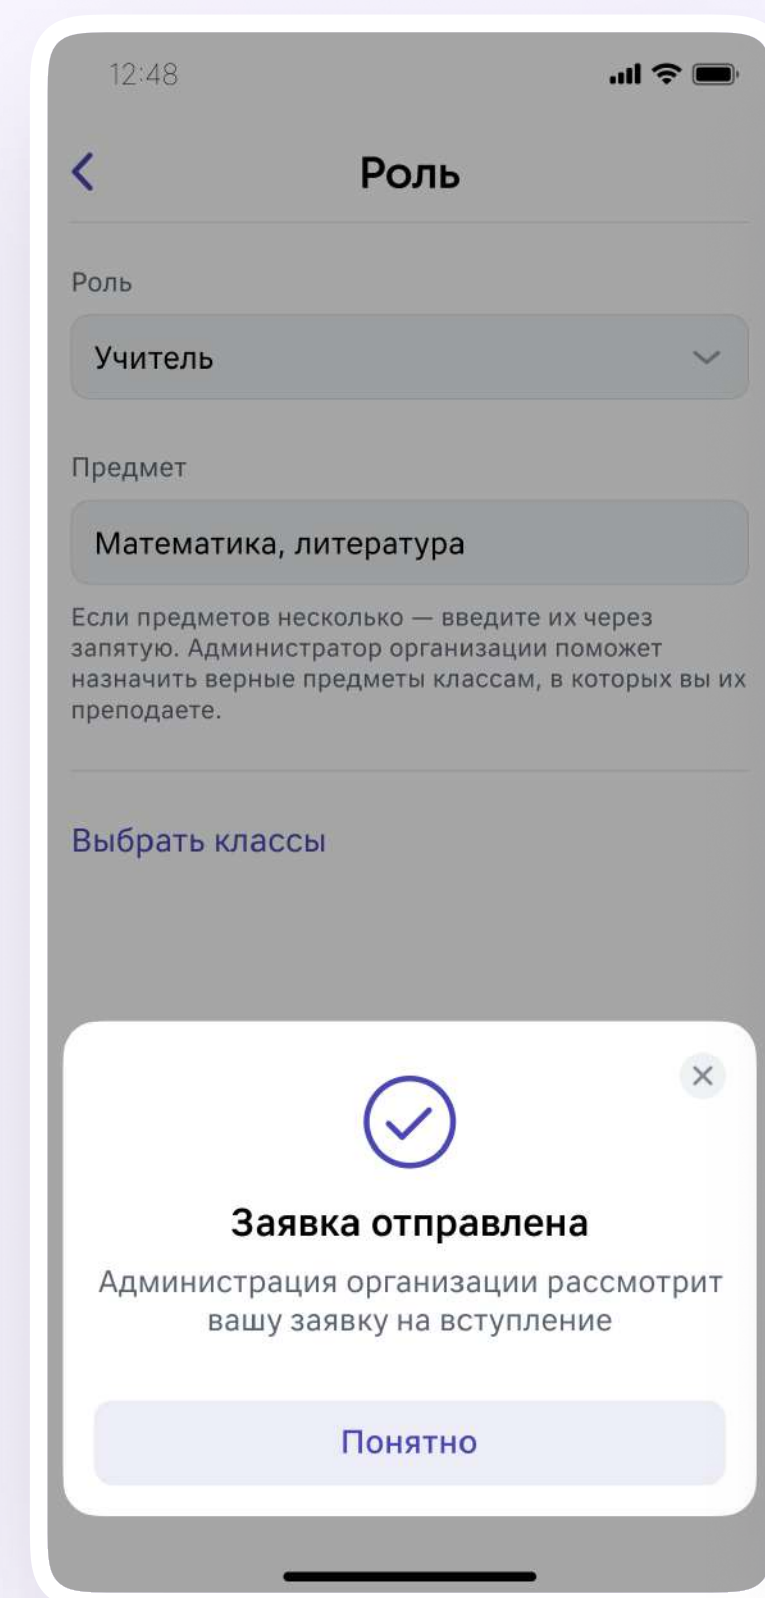 12:48
Роль
Роль
Учитель
Предмет
Математика, литература
Если предметов несколько — введите их через
запятую. Администратор организации поможет
назначить верные предметы классам, в которых вы их
преподаете.
Выбрать классы
Заявка отправлена
Администрация организации рассмотрит
вашу заявку на вступление
Понятно